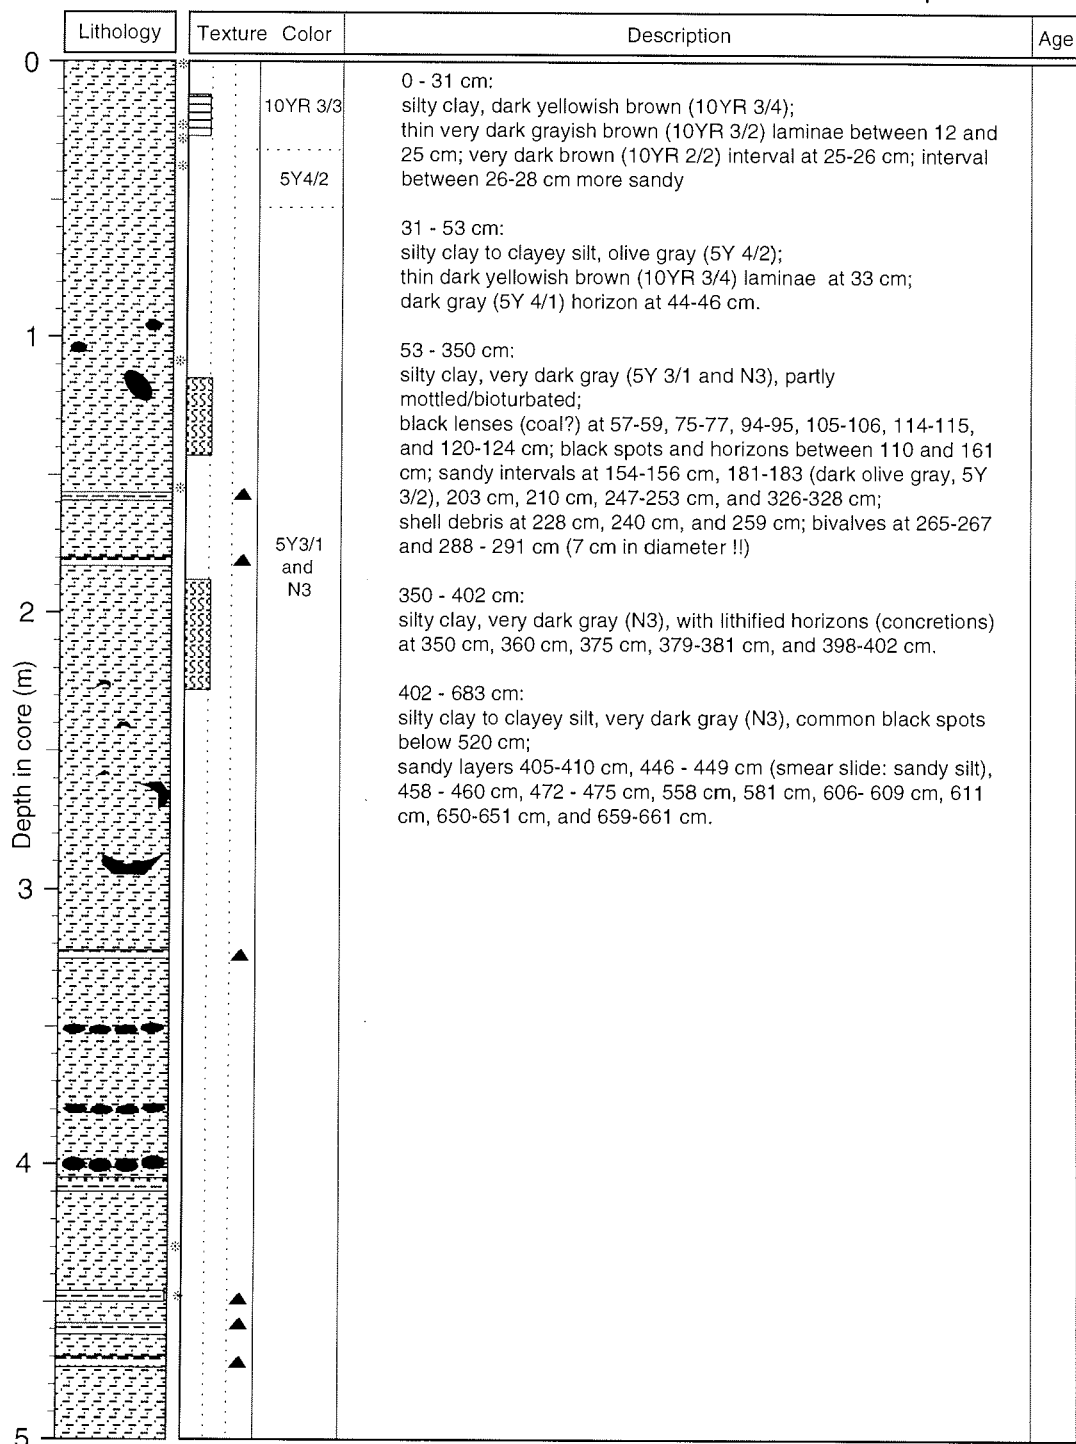 Lithology
Texture Color
Description
Age
0
1
2
3
4
5
Depth in core (m)
10YR 3/3
5Y4/2
5Y3/1
and
N3
0 - 31 cm:
silty clay, dark yellowish brown (10YR 3/4);
thin very dark grayish brown (10YR 3/2) laminae between 12 and
25 cm; very dark brown (10YR 2/2) interval at 25-26 cm; interval
between 26-28 cm more sandy
31 - 53 cm:
silty clay to clayey silt, olive gray (5Y 4/2);
thin dark yellowish brown (10YR 3/4) laminae at 33 cm;
dark gray (5Y 4/1) horizon at 44-46 cm.
53 - 350 cm:
silty clay, very dark gray (5Y 3/1 and N3), partly
mottled/bioturbated;
black lenses (coal?) at 57-59, 75-77, 94-95, 105-106, 114-115,
and 120-124 cm; black spots and horizons between 110 and 161
cm; sandy intervals at 154-156 cm, 181-183 (dark olive gray, 5Y
3/2), 203 cm, 210 cm, 247-253 cm, and 326-328 cm;
shell debris at 228 cm, 240 cm, and 259 cm; bivalves at 265-267
and 288 - 291 cm (7 cm in diameter !!)
350 - 402 cm:
silty clay, very dark gray (N3), with lithified horizons (concretions)
at 350 cm, 360 cm, 375 cm, 379-381 cm, and 398-402 cm.
402 - 683 cm:
silty clay to clayey silt, very dark gray (N3), common black spots
below 520 cm;
sandy layers 405-410 cm, 446 - 449 cm (smear slide: sandy silt),
458 - 460 cm, 472 - 475 cm, 558 cm, 581 cm, 606- 609 cm, 611
cm, 650-651 cm, and 659-661 cm.